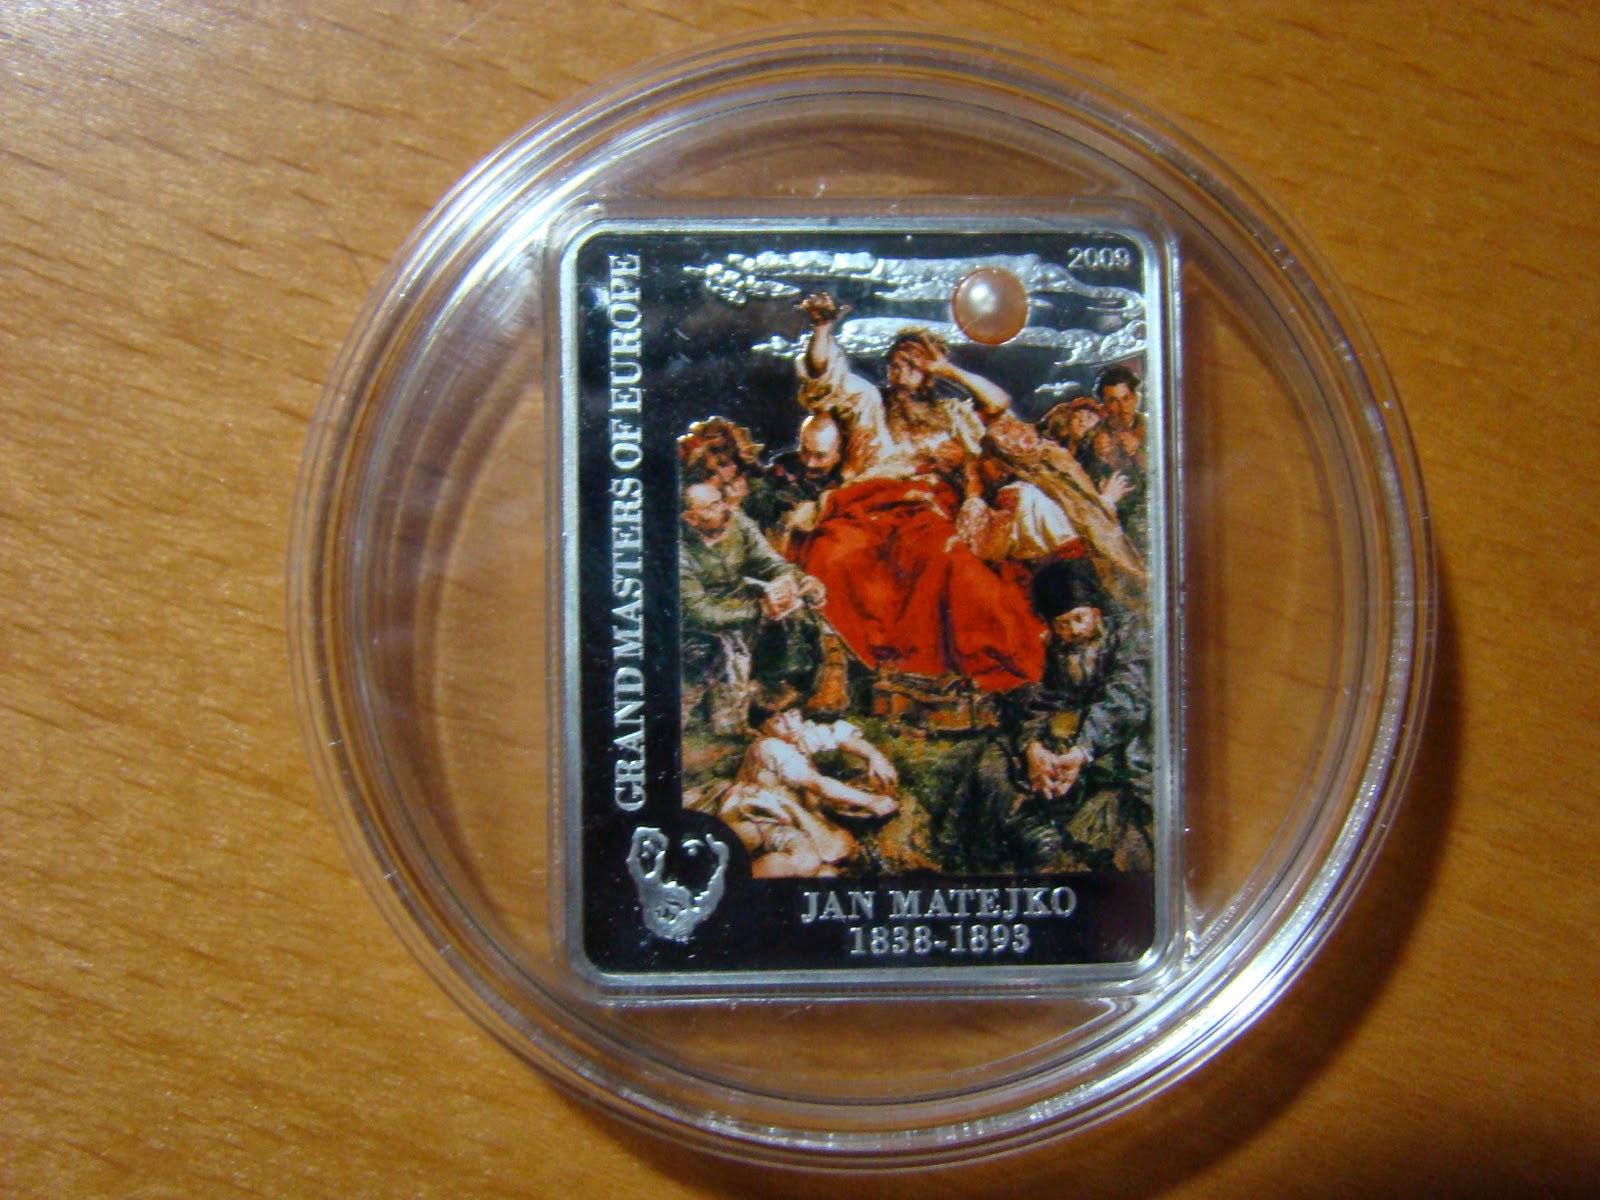 2009
GRAND MASTERS OF EUROPE
JAN MATEJKO
1838-1893